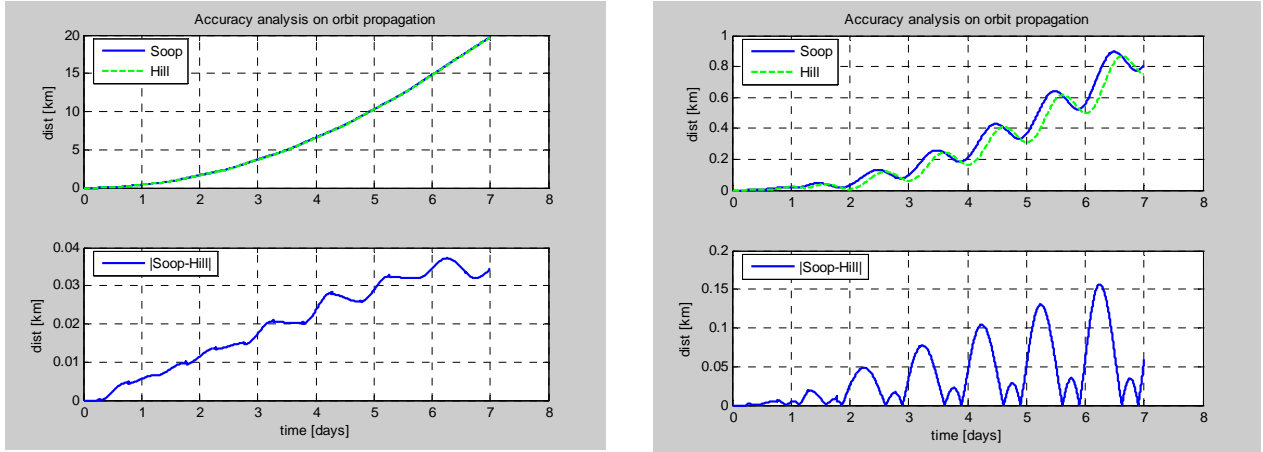 Accuracy analysis on orbit propagation
20
15
10
5
0
dist [km]
Soop
Hill
0 1 2 3 4 5 6 7 8
0.04
0.03
0.02
0.01
0
dist [km]
|Soop-Hill|
0 1 2 3 4 5 6 7 8
time [days]
Accuracy analysis on orbit propagation
1
0.8
0.6
0.4
0.2
0
dist [km]
Soop
Hill
0 1 2 3 4 5 6 7 8
0.2
0.15
0.1
0.05
0
dist [km]
|Soop-Hill|
0 1 2 3 4 5 6 7 8
time [days]